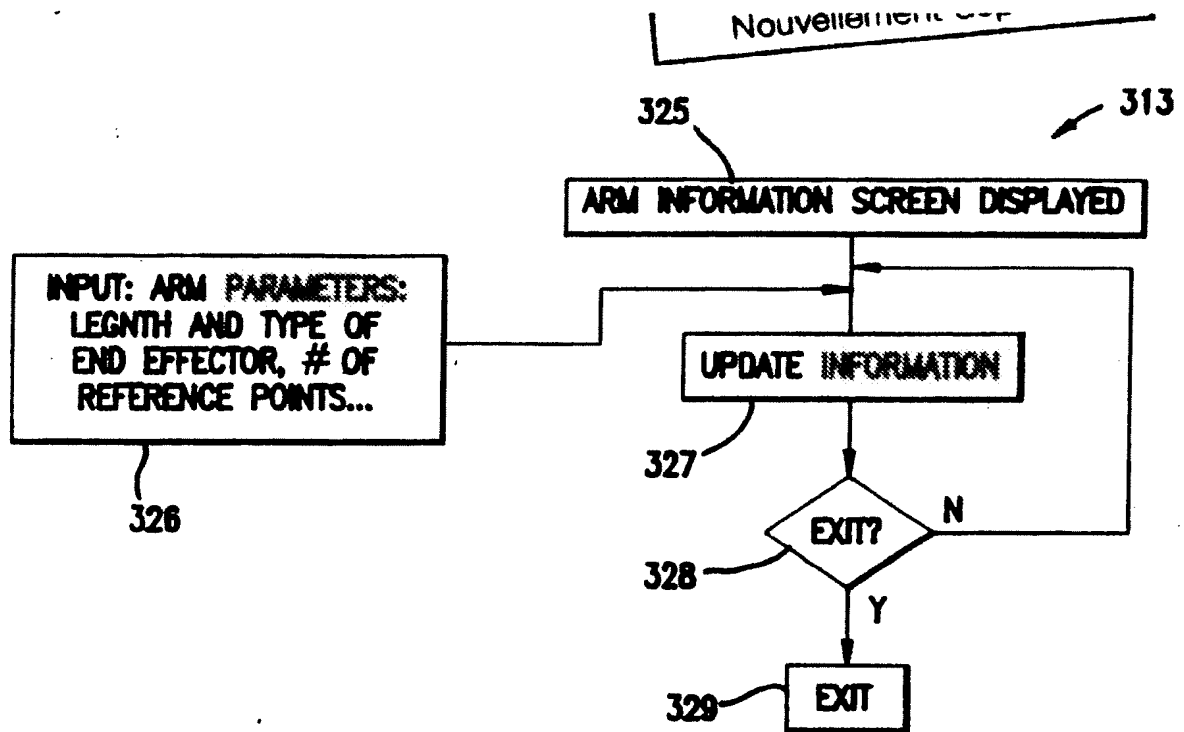 Nouvellement
313
325
ARM INFORMATION SCREEN DISPLAYED
INPUT: ARM PARAMETERS:
LEGNTH AND TYPE OF
END EFFECTOR, # OF
REFERENCE POINTS...
326
UPDATE INFORMATION
327
EXIT?
N
328
Y
EXIT
329